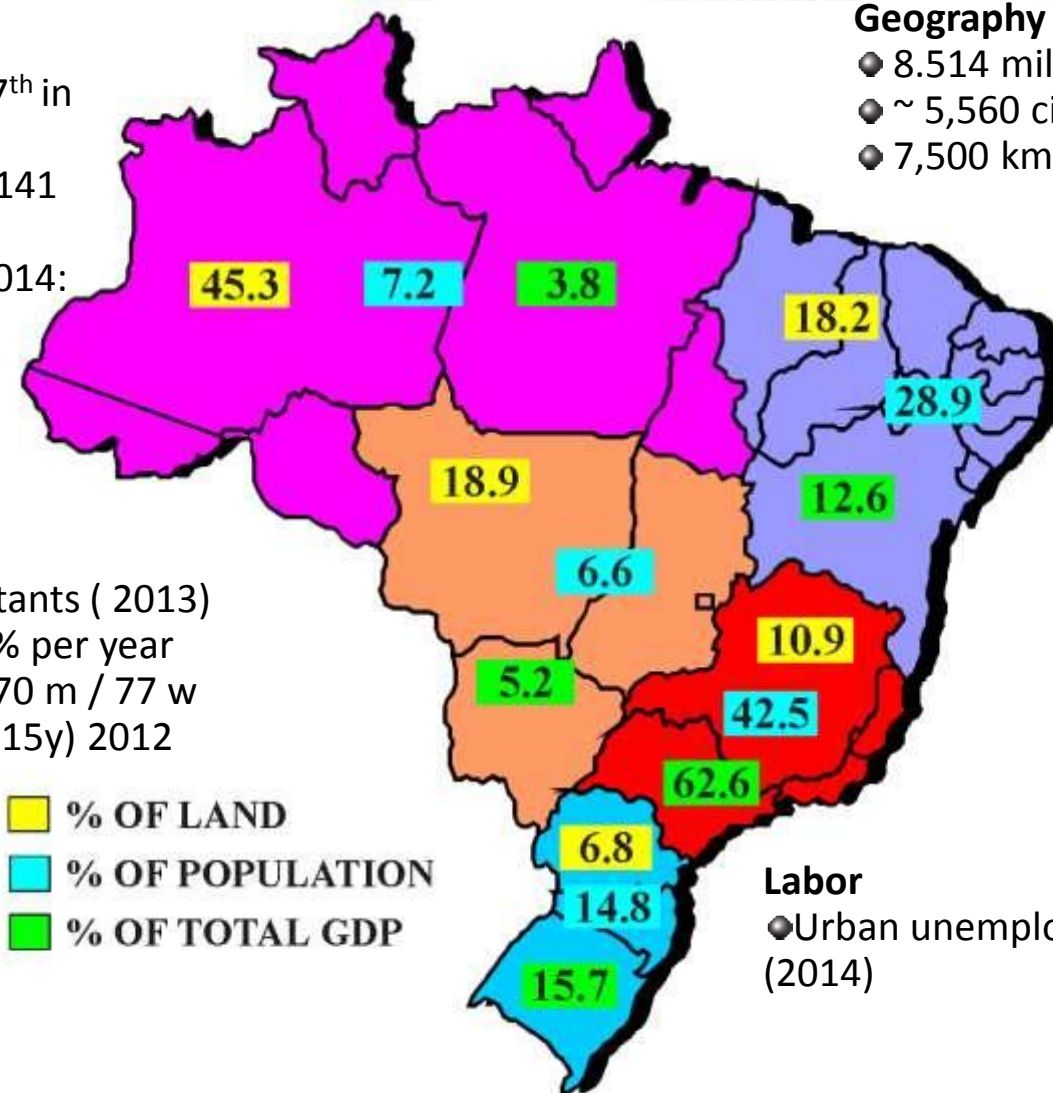 7th in
141
014:
Geography
8.514 mil
~ 5,560 ci
7,500 km
45.3
7.2
3.8
18.2
28.9
18.9
12.6
6.6
10.9
5.2
42.5
62.6
tants ( 2013)
% per year
70 m / 77 w
15y) 2012
% OF LAND
% OF POPULATION
% OF TOTAL GDP
6.8
14.8
15.7
Labor
Urban unemplo
(2014)